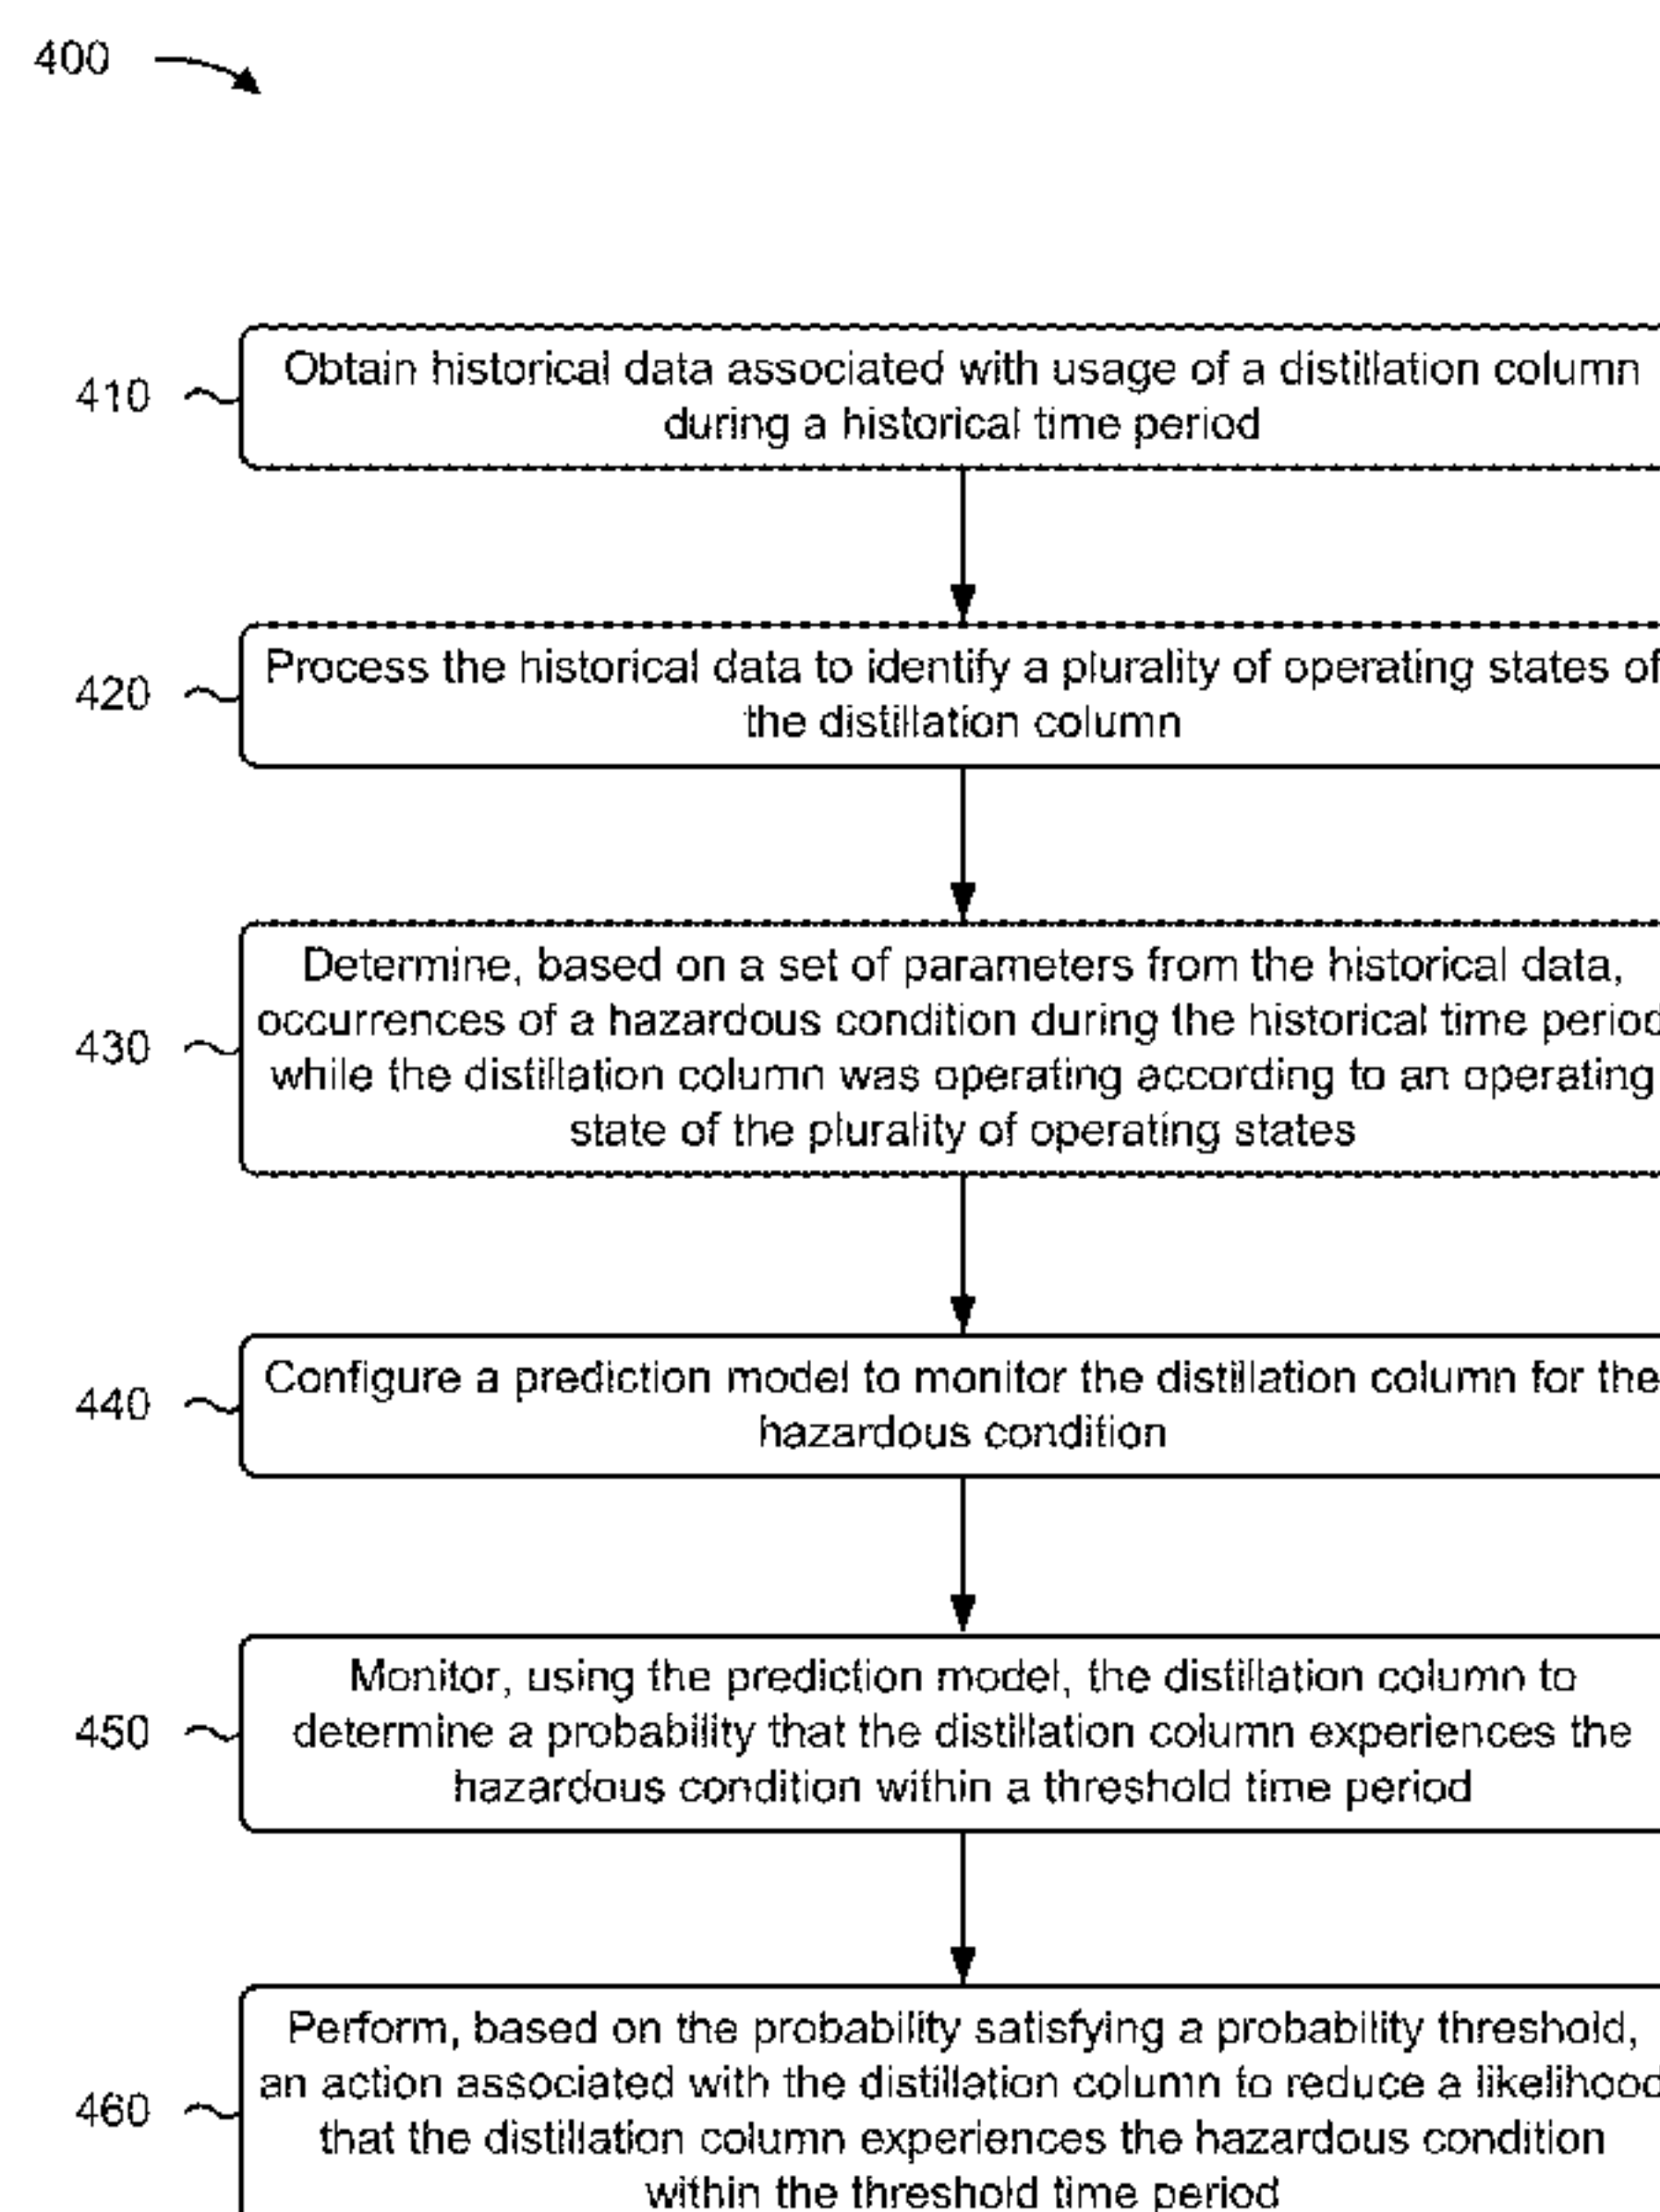 400
410
Obtain historical data associated with usage of a distillation column
during a historical time period
420
Process the historical data to identify a plurality of operating states of
the distillation column
430
Determine, based on a set of parameters from the historical data,
occurrences of a hazardous condition during the historical time period
while the distillation column was operating according to an operating
state of the plurality of operating states
440
Configure a prediction model to monitor the distillation column for the
hazardous condition
450
Monitor, using the prediction model, the distillation column to
determine a probability that the distillation column experiences the
hazardous condition within a threshold time period
460
Perform, based on the probability satisfying a probability threshold,
an action associated with the distillation column to reduce a likelihood
that the distillation column experiences the hazardous condition
within the threshold time period